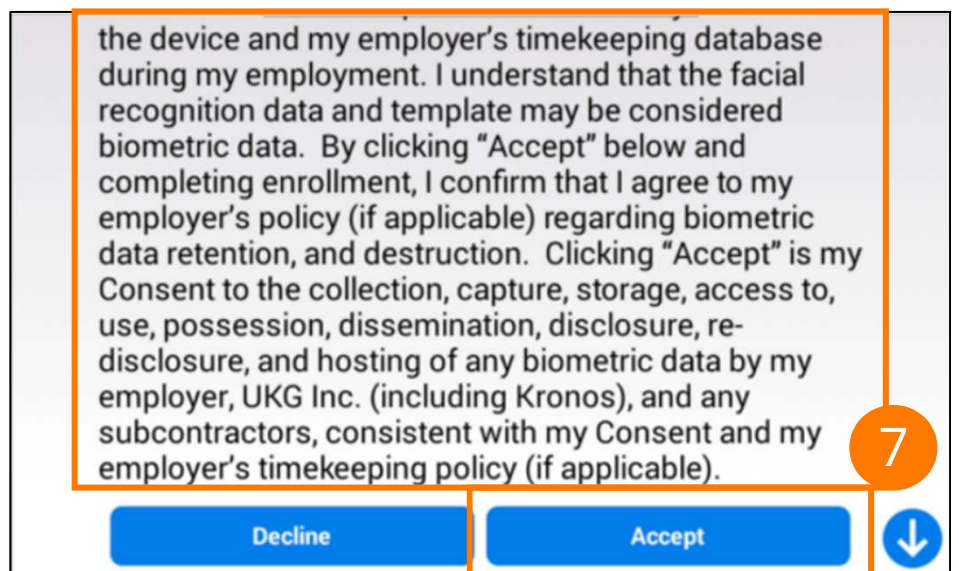 the device and my employer's timekeeping database
during my employment. I understand that the facial
recognition data and template may be considered
biometric data.  By clicking “Accept” below and
completing enrollment, I confirm that I agree to my
employer's policy (if applicable) regarding biometric
data retention, and destruction.  Clicking “Accept” is my
Consent to the collection, capture, storage, access to,
use, possession, dissemination, disclosure, re-
disclosure, and hosting of any biometric data by my
employer, UKG Inc. (including Kronos), and any
subcontractors, consistent with my Consent and my
employer's timekeeping policy (if applicable).
7
Decline
Accept